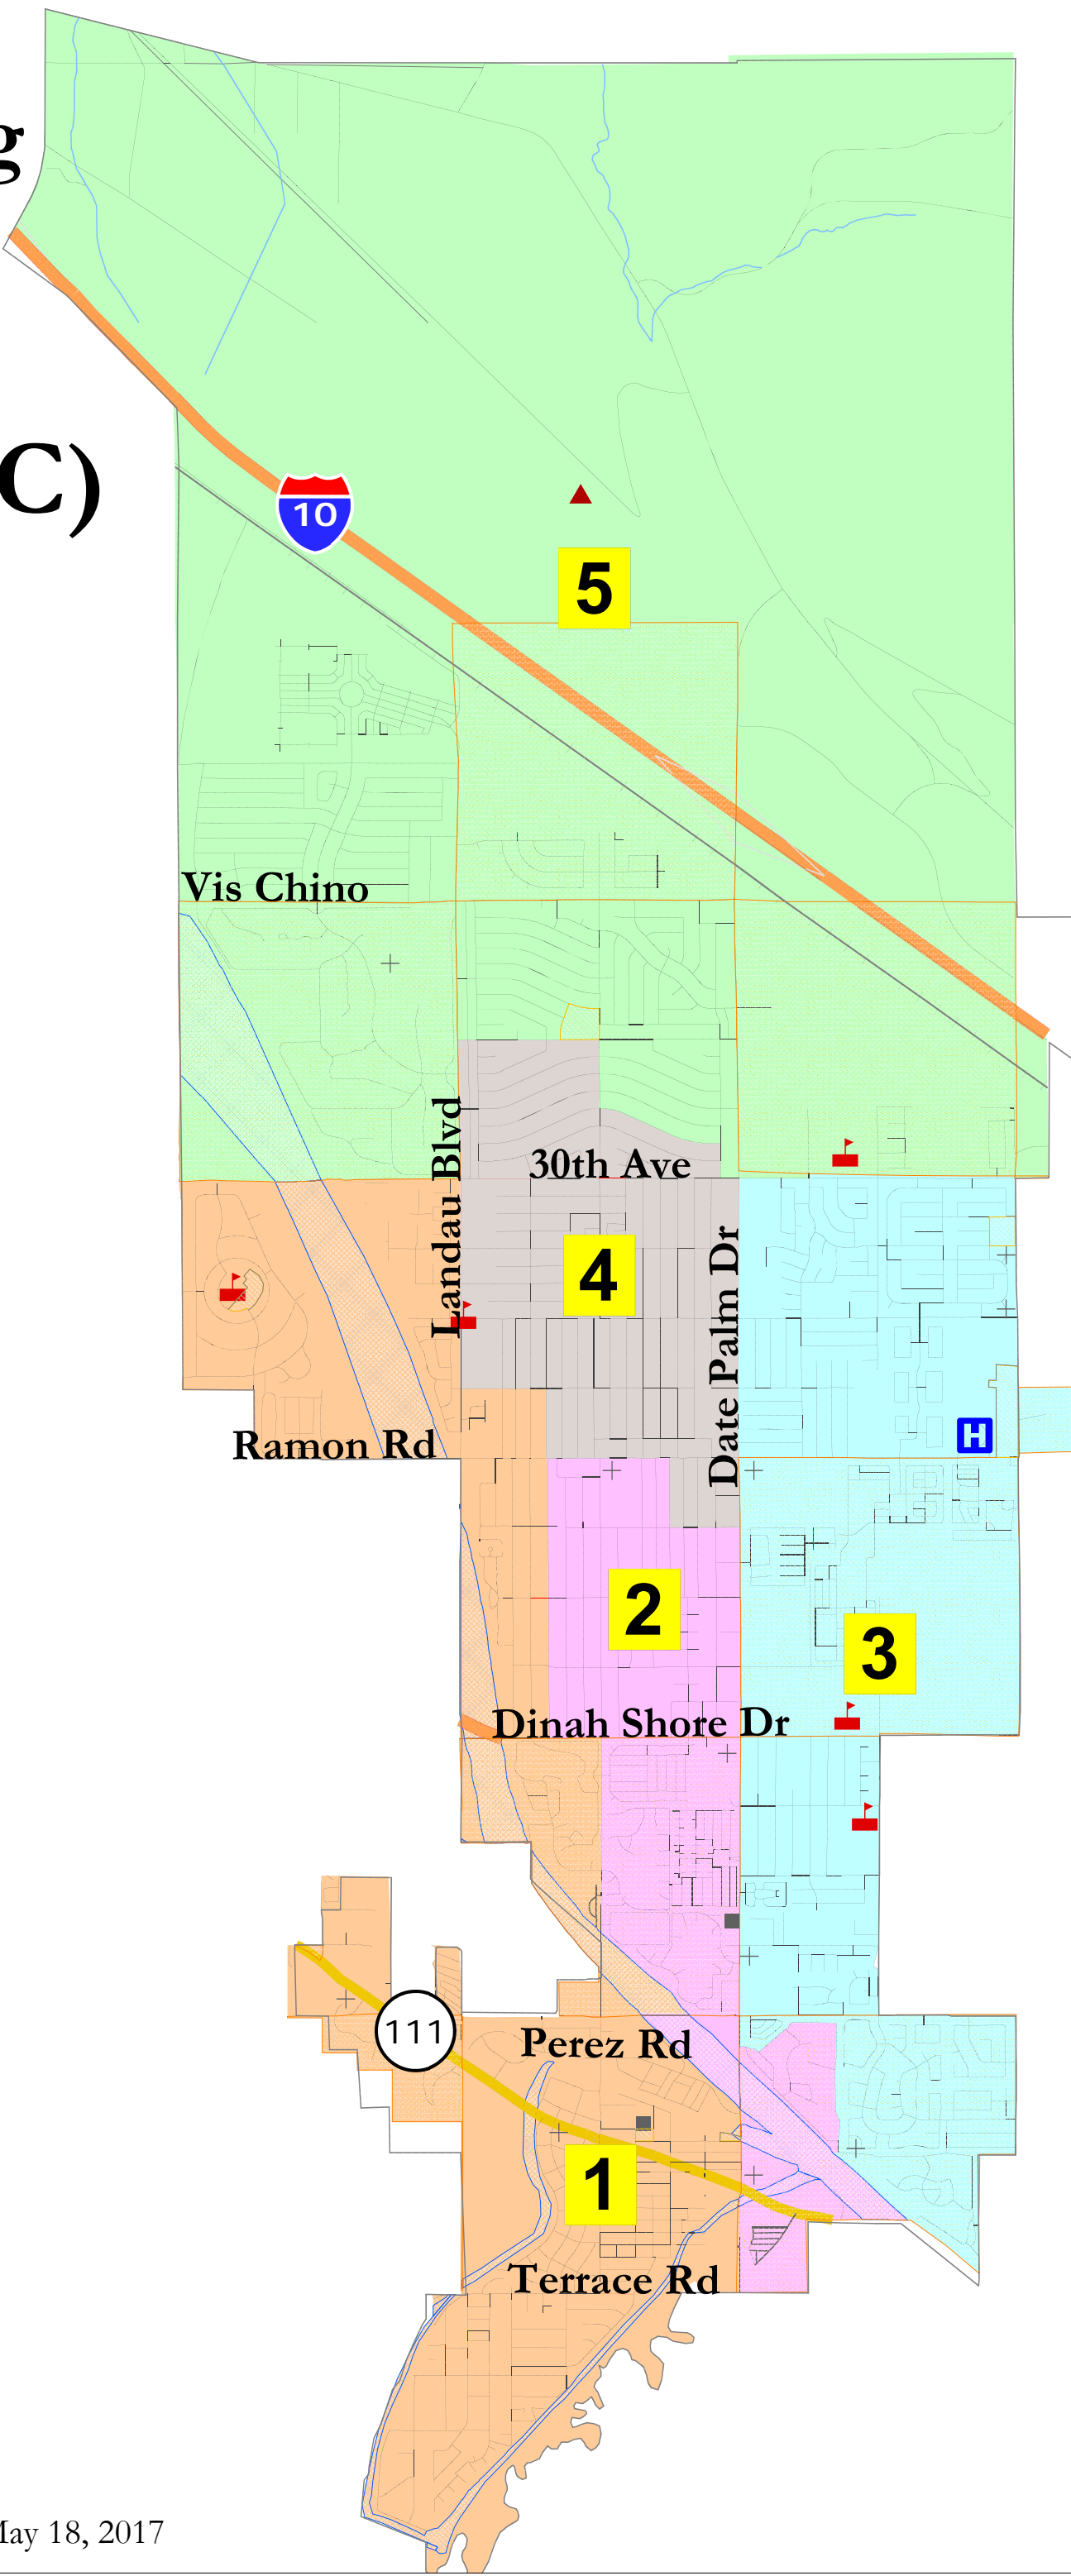 g
C)
10
5
Vis Chino
Landau Blvd
30th Ave
4
Date Palm Dr
H
Ramon Rd
2
3
Dinah Shore Dr
111
Perez Rd
1
Terrace Rd
May 18, 2017